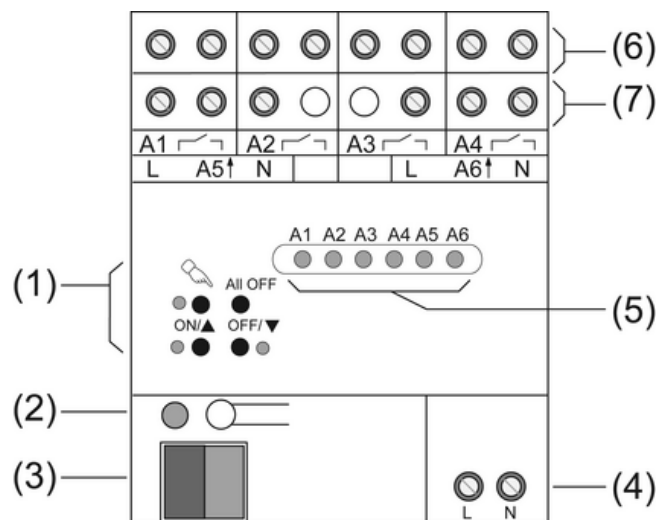 (6)
(7)
A1 A2 A3 A4
L A5↑ N L A6↑ N
A1 A2 A3 A4 A5 A6
(1)
All OFF
(5)
ON/▲ OFF/▼
(2)
(3)
(4)
L N